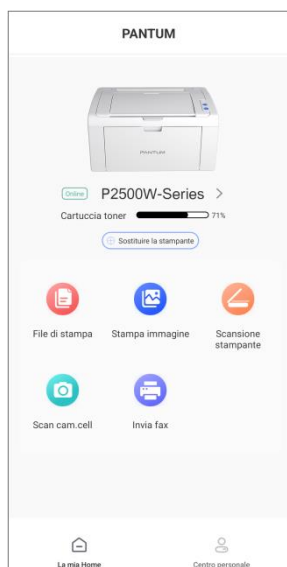 PANTUM
PANTUM
Online P2500W-Series
Cartuccia toner 71%
Sostituire la stampante
File di stampa Stampa immagine Scansione stampante
Scan cam.cell Invia fax
La mia Home Centro personale